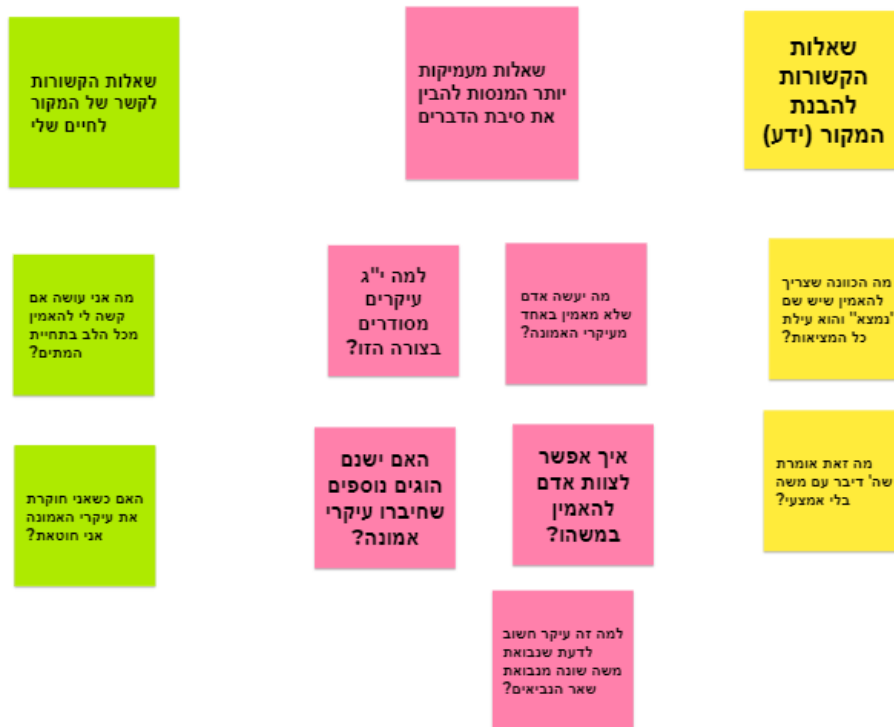 שאלות
הקשורות
להבנת
המקור (ידע)
שאלות מעמיקות
יותר המנסות להבין
את סיבת הדברים
שאלות הקשורות
לקשר של המקור
לחיים שלי
מה הכוונה שצריך
להאמין שיש שם
"נמצא" והוא עילת
כל המציאות?
מה יעשה אדם
שלא מאמין באחד
מעיקרי האמונה?
למה י"ג
עיקרים
מסודרים
בצורה הזו?
מה אני עושה אם
קשה לי להאמין
מכל הלב בתחיית
המתים?
מה זאת אומרת
שה' דיבר עם משה
בלי אמצעי?
איך אפשר
לצוות אדם
להאמין
במשהו?
האם ישנם
הוגים נוספים
שחיברו עיקרי
אמונה?
האם כשאני חוקרת
את עיקרי האמונה
אני חוטאת?
למה זה עיקר חשוב
לדעת שנבואת
משה שונה מנבואת
שאר הנביאים?